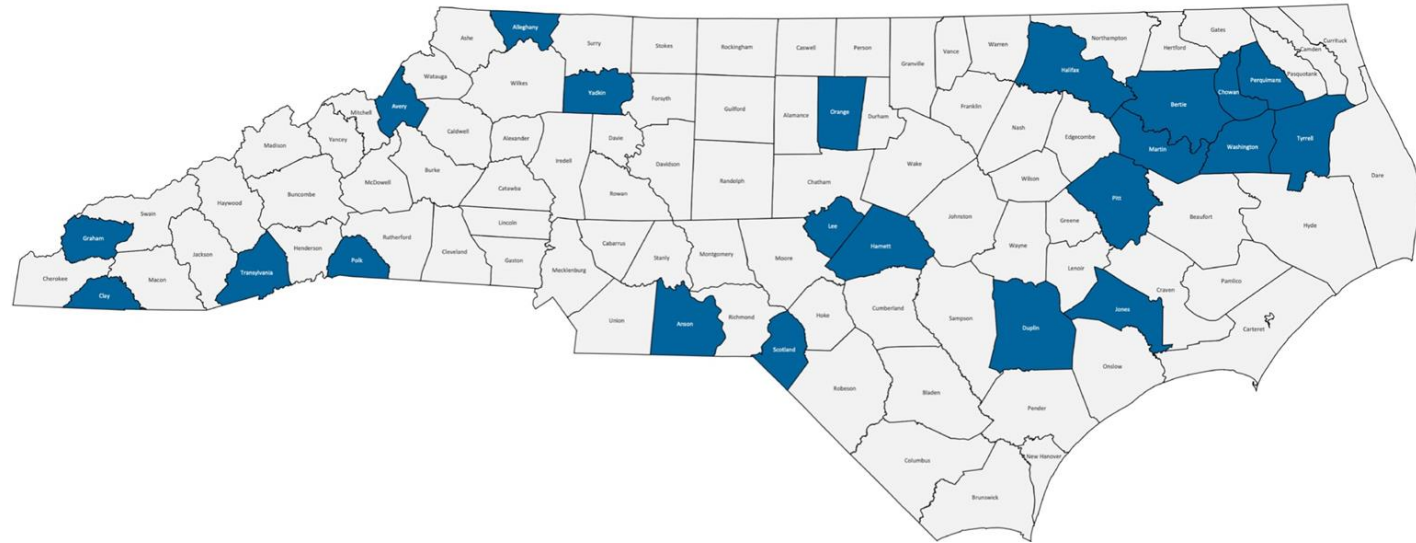 Alleghany
Ashe
Surry
Stokes
Rockingham
Caswell
Person
Granville
Vance
Warren
Northampton
Halifax
Hertford
Gates
Camden
Currituck
Pasquotank
Perquimans
Chowan
Bertie
Watauga
Wilkes
Yadkin
Forsyth
Guilford
Alamance
Orange
Durham
Franklin
Nash
Edgecombe
Martin
Washington
Tyrrell
Dare
Avery
Mitchell
Yancey
Madison
Caldwell
Alexander
Iredell
Davie
Davidson
Randolph
Chatham
Wake
Wilson
Pitt
Beaufort
Hyde
Haywood
Buncombe
McDowell
Burke
Catawba
Rowan
Lincoln
Swain
Graham
Jackson
Transylvania
Henderson
Polk
Rutherford
Cleveland
Gaston
Mecklenburg
Cabarrus
Stanly
Montgomery
Moore
Lee
Harnett
Johnston
Wayne
Greene
Lenoir
Craven
Pamlico
Carteret
Cherokee
Clay
Macon
Union
Anson
Richmond
Scotland
Hoke
Cumberland
Sampson
Duplin
Jones
Onslow
Robeson
Bladen
Pender
Columbus
New Hanover
Brunswick